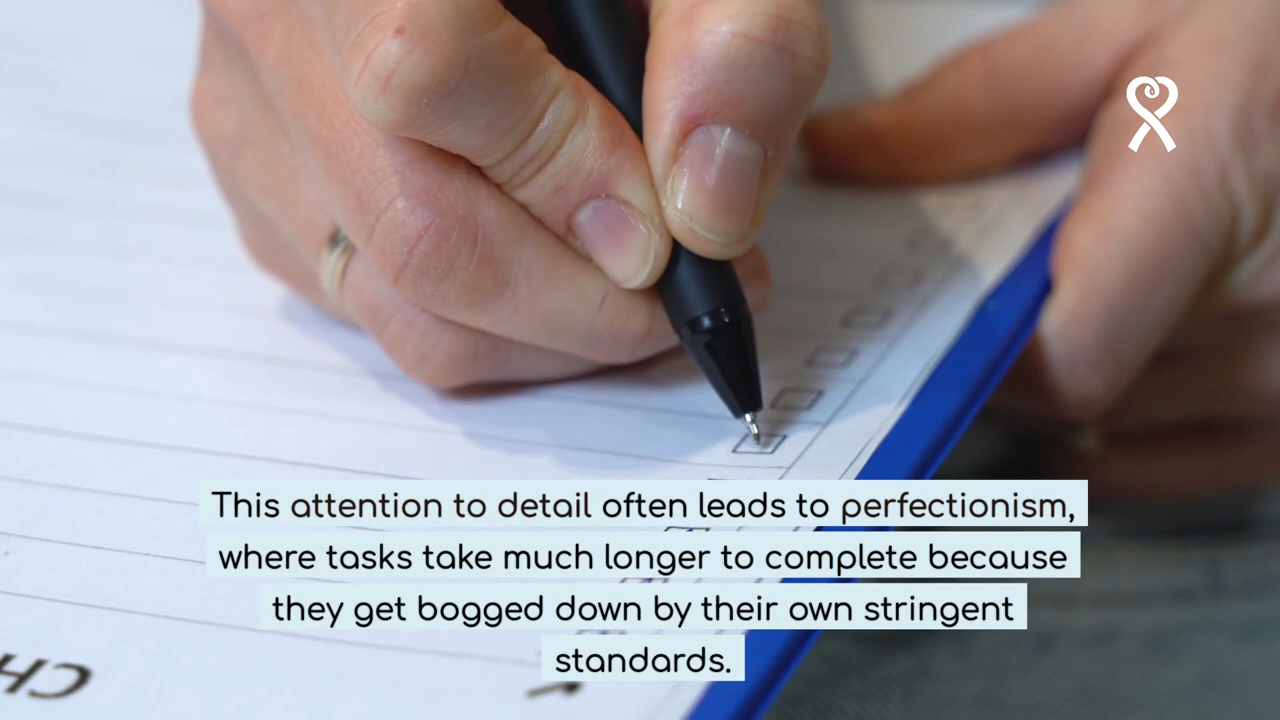 This attention to detail often leads to perfectionism,
where tasks take much longer to complete because
they get bogged down by their own stringent
standards.
CH